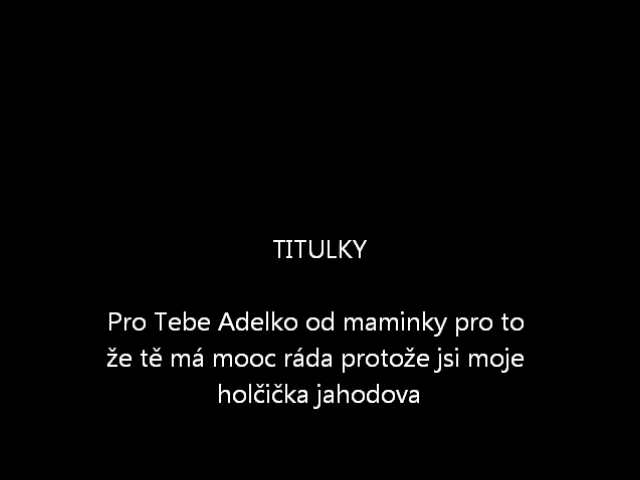 TITULKY
Pro Tebe Adelko od maminky pro to
že tě má mooc ráda protože jsi moje
holčička jahodova